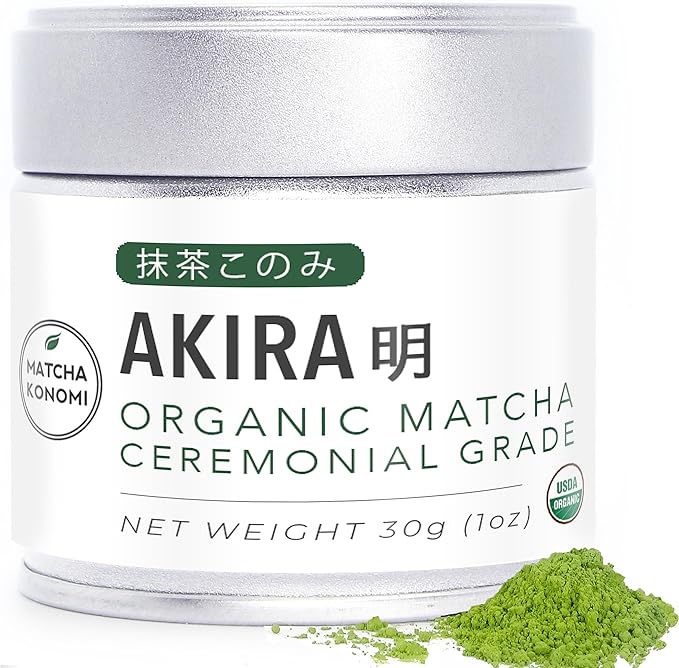 抹茶このみ
AKIRA 明
MATCHA
KONOMI
ORGANIC MATCHA
CEREMONIAL GRADE
USDA
ORGANIC
NET WEIGHT 30g (1oz)